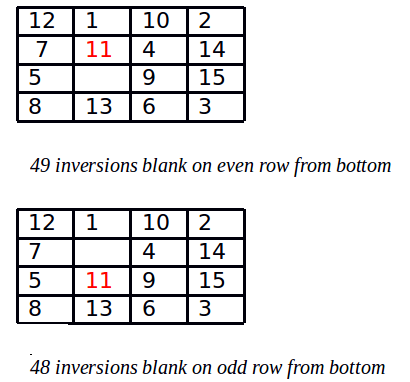 12 1 10 2
7 11 4 14
5 9 15
8 13 6 3
49 inversions blank on even row from bottom
12 1 10 2
7 4 14
5 11 9 15
8 13 6 3
48 inversions blank on odd row from bottom